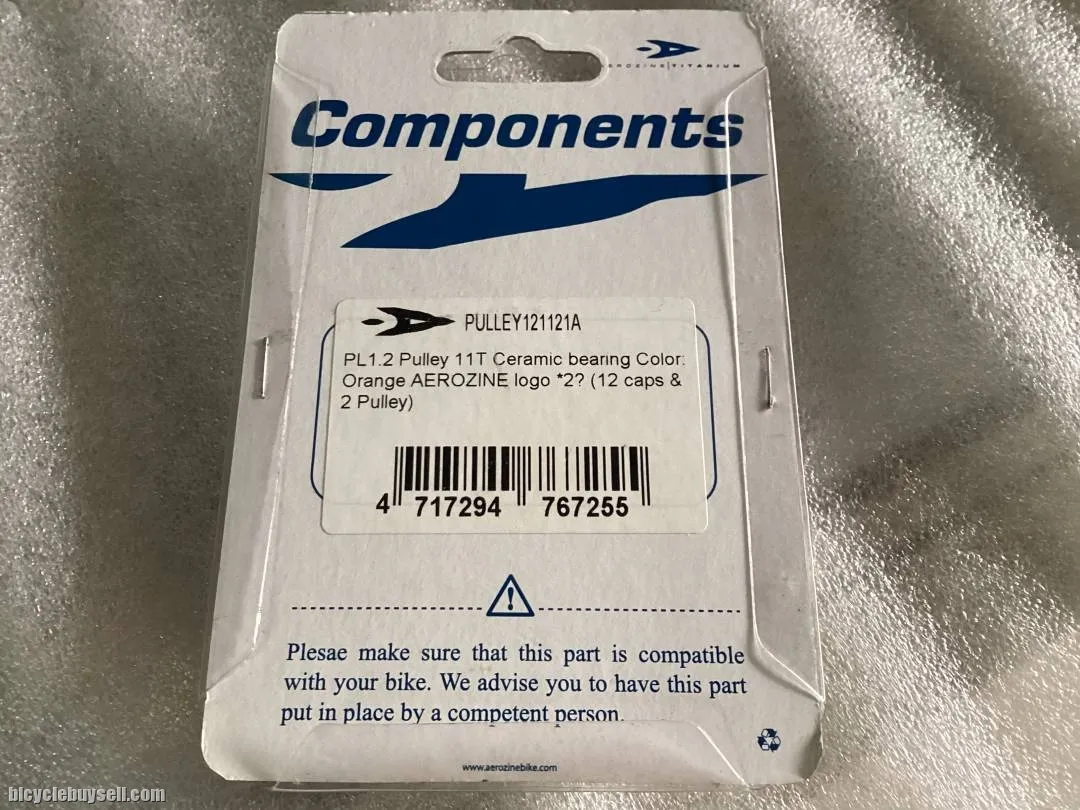 AEROZINE|TITANIUM
Components
PULLEY121121A
PL1.2 Pulley 11T Ceramic bearing Color:
Orange AEROZINE logo *2? (12 caps &
2 Pulley)
4 717294 767255
Plesae make sure that this part is compatible
with your bike. We advise you to have this part
put in place by a competent person.
www.aerozinebike.com
bicyclebuysell.com